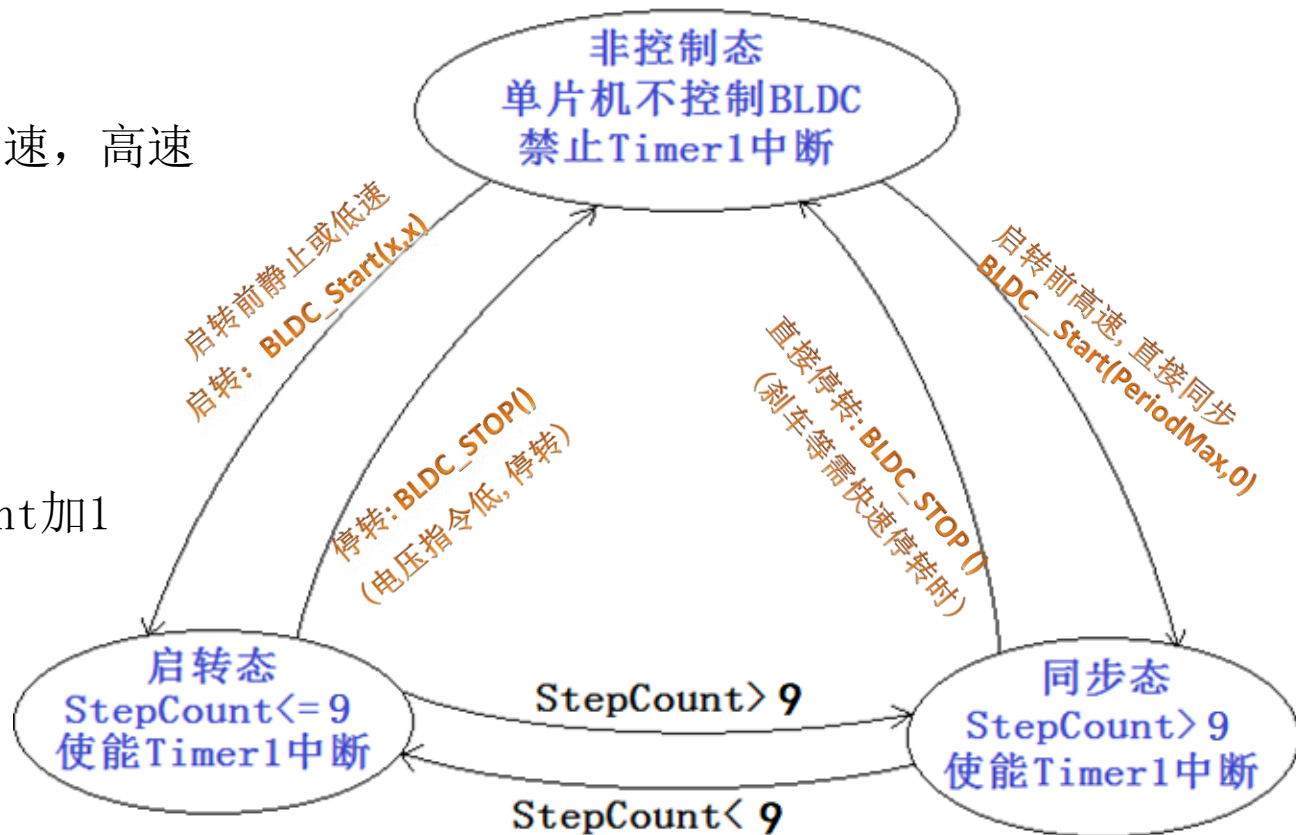 非控制态
单片机不控制BLDC
禁止Timer1中断
速，高速
启转前静止或低速
启转：BLDC_Start(x,x)
停转: BLDC_STOP()
(电压指令低,停转)
直接停转: BLDC_STOP()
(刹车等需快速停转时)
启转前高速,直接同步
BLDC__Start(PeriodMax,0)
nt加1
启转态
StepCount<=9
使能Timer1中断
StepCount>9
StepCount<9
同步态
StepCount>9
使能Timer1中断